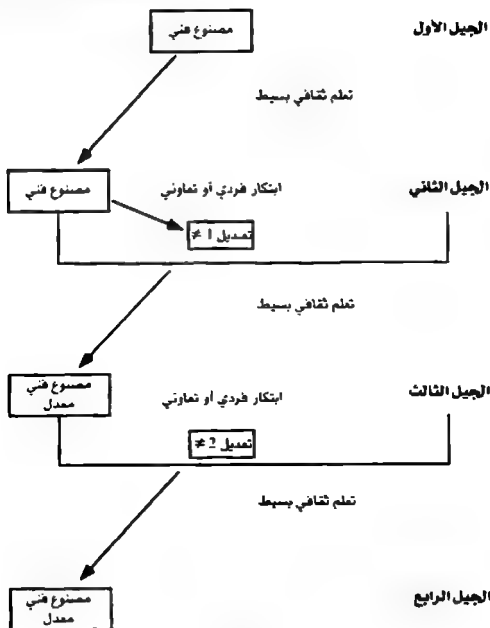 الجيل الأول
مصنوع فني
تعلم ثقافي بسيط
الجيل الثاني
ابتكار فردي أو تعاوني
مصنوع فني
تعديل 1 ≠
تعلم ثقافي بسيط
الجيل الثالث
ابتكار فردي أو تعاوني
مصنوع فني
معدل
تعديل 2 ≠
تعلم ثقافي بسيط
الجيل الرابع
مصنوع فني
معدل